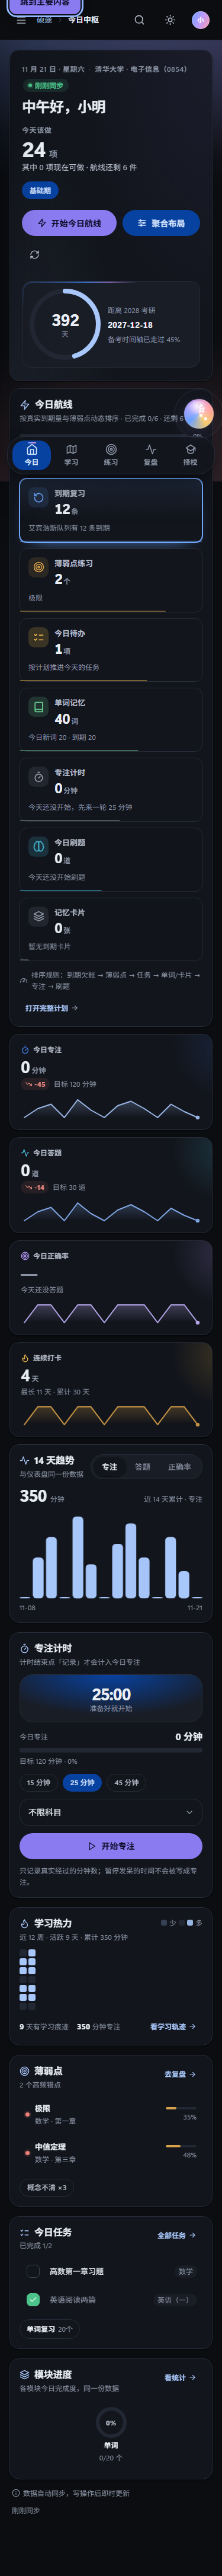 跳到主要内容
硕途 › 今日中枢
小
11 月 21 日 · 星期六 · 清华大学 · 电子信息（0854）
刚刚同步
中午好，小明
今天该做
24 项
其中 0 项现在可做 · 航线还剩 6 件
基础期
开始今日航线
聚合布局
392
天
距离 2028 考研
2027-12-18
备考时间轴已走过 45%
今日航线
按真实到期量与薄弱点动态排序 · 已完成 0/6 · 还剩 6
0%
今日
学习
练习
复盘
择校
到期复习
12 条
艾宾浩斯队列有 12 条到期
薄弱点练习
2 个
极限
今日待办
1 项
按计划推进今天的任务
单词记忆
40 词
今日新词 20 · 到期 20
专注计时
0 分钟
今天还没开始，先来一轮 25 分钟
今日刷题
0 道
今天还没开始刷题
记忆卡片
0 张
暂无到期卡片
排序规则：到期欠账 → 薄弱点 → 任务 → 单词/卡片 → 专注 → 刷题
打开完整计划 →
今日专注
0 分钟
-45 目标 120 分钟
今日答题
0 道
-14 目标 30 道
今日正确率
—
今天还没答题
连续打卡
4 天
最长 11 天 · 累计 30 天
14 天趋势
与仪表盘同一份数据
专注
答题
正确率
350 分钟
近 14 天累计 · 专注
11-08
11-21
专注计时
计时结束点「记录」才会计入今日专注
25:00
准备好就开始
今日专注
0 分钟
目标 120 分钟 · 0%
15 分钟
25 分钟
45 分钟
不限科目
开始专注
只记录真实经过的分钟数；暂停发呆的时间不会被写成专注。
学习热力
少
多
近 12 周 · 活跃 9 天 · 累计 350 分钟
9 天有学习痕迹 350 分钟专注
看学习轨迹 →
薄弱点
2 个高频错点
去复盘 →
极限
数学 · 第一章
35%
中值定理
数学 · 第三章
48%
概念不清 ×3
今日任务
完成 1/2
全部任务 →
高数第一章习题
数学
英语阅读两篇
英语（一）
单词复习 20个
模块进度
各模块今日完成度，同一份数据
看统计 →
0%
单词
0/20 个
数据自动同步，写操作后即时更新
刚刚同步